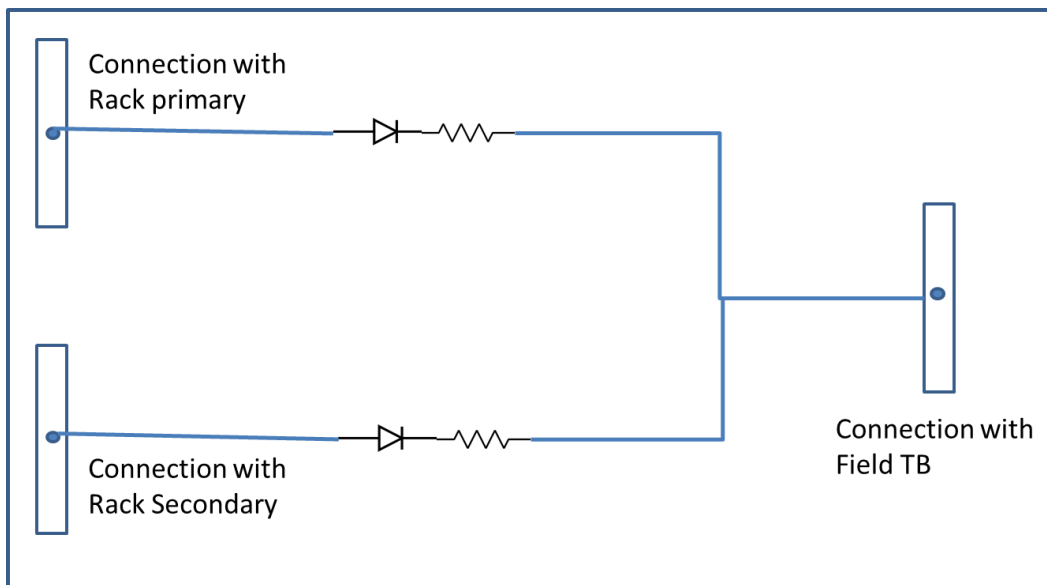 Connection with
Rack primary
Connection with
Rack Secondary
Connection with
Field TB